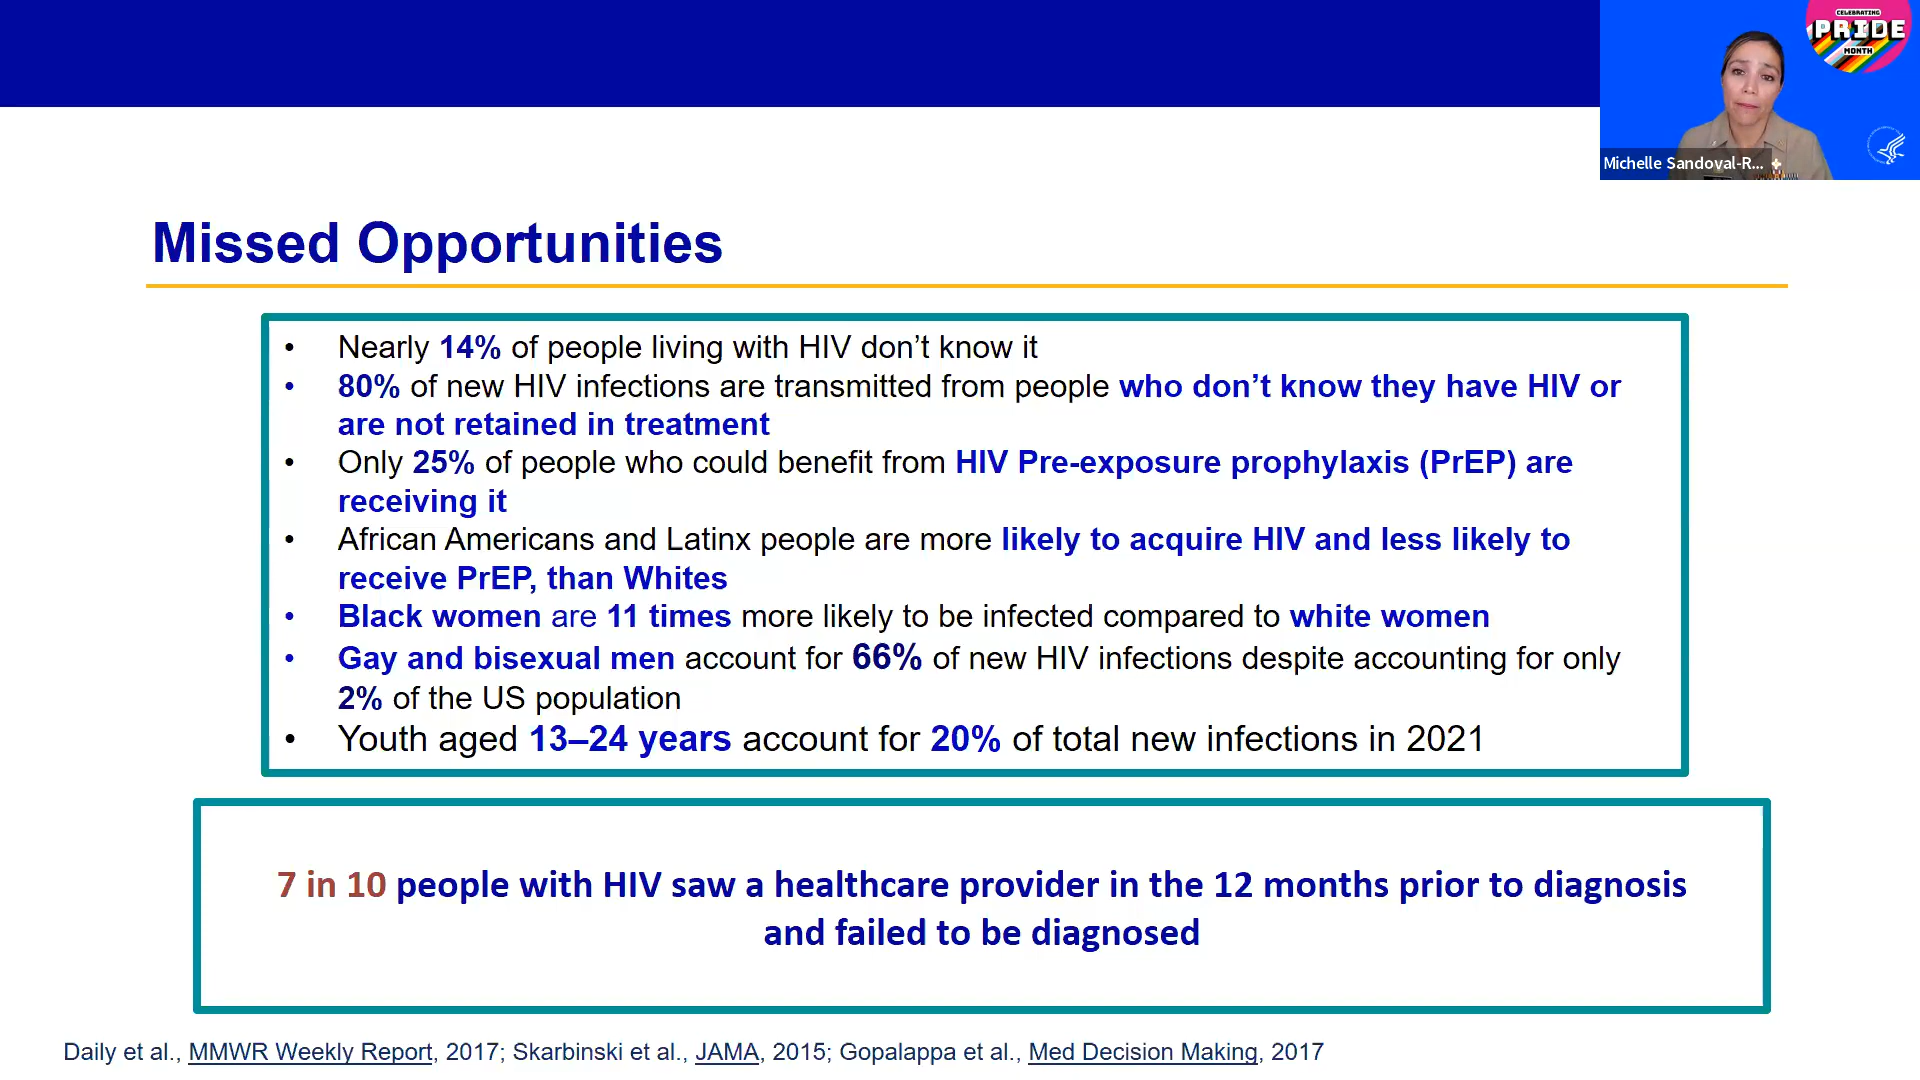 CELEBRATING
PRIDE
MONTH
Michelle Sandoval-R...
Missed Opportunities
• Nearly 14% of people living with HIV don’t know it
• 80% of new HIV infections are transmitted from people who don’t know they have HIV or
are not retained in treatment
• Only 25% of people who could benefit from HIV Pre-exposure prophylaxis (PrEP) are
receiving it
• African Americans and Latinx people are more likely to acquire HIV and less likely to
receive PrEP, than Whites
• Black women are 11 times more likely to be infected compared to white women
• Gay and bisexual men account for 66% of new HIV infections despite accounting for only
2% of the US population
• Youth aged 13–24 years account for 20% of total new infections in 2021
7 in 10 people with HIV saw a healthcare provider in the 12 months prior to diagnosis
and failed to be diagnosed
Daily et al., MMWR Weekly Report, 2017; Skarbinski et al., JAMA, 2015; Gopalappa et al., Med Decision Making, 2017